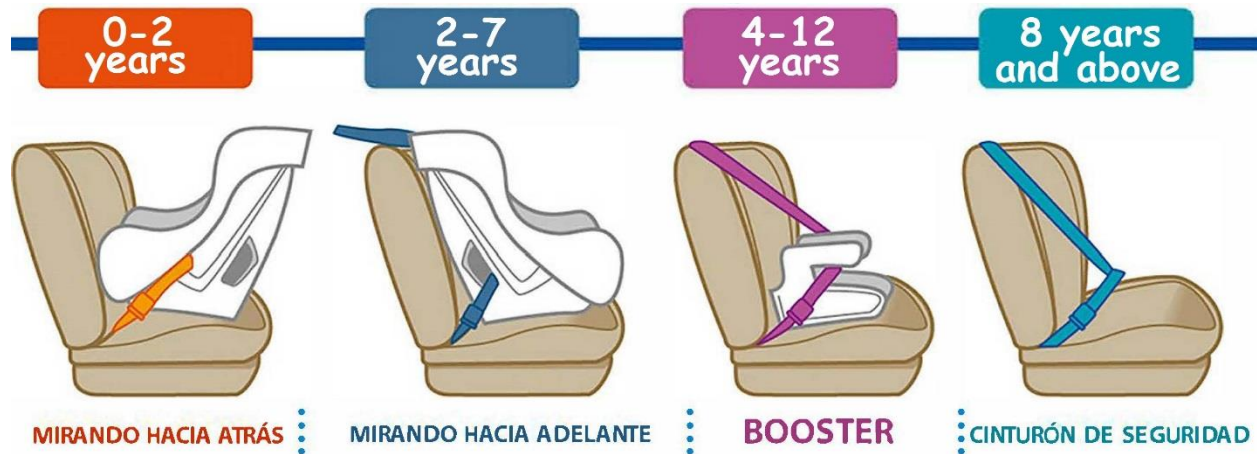 0-2
years
2-7
years
4-12
years
8 years
and above
MIRANDO HACIA ATRÁS
MIRANDO HACIA ADELANTE
BOOSTER
CINTURÓN DE SEGURIDAD